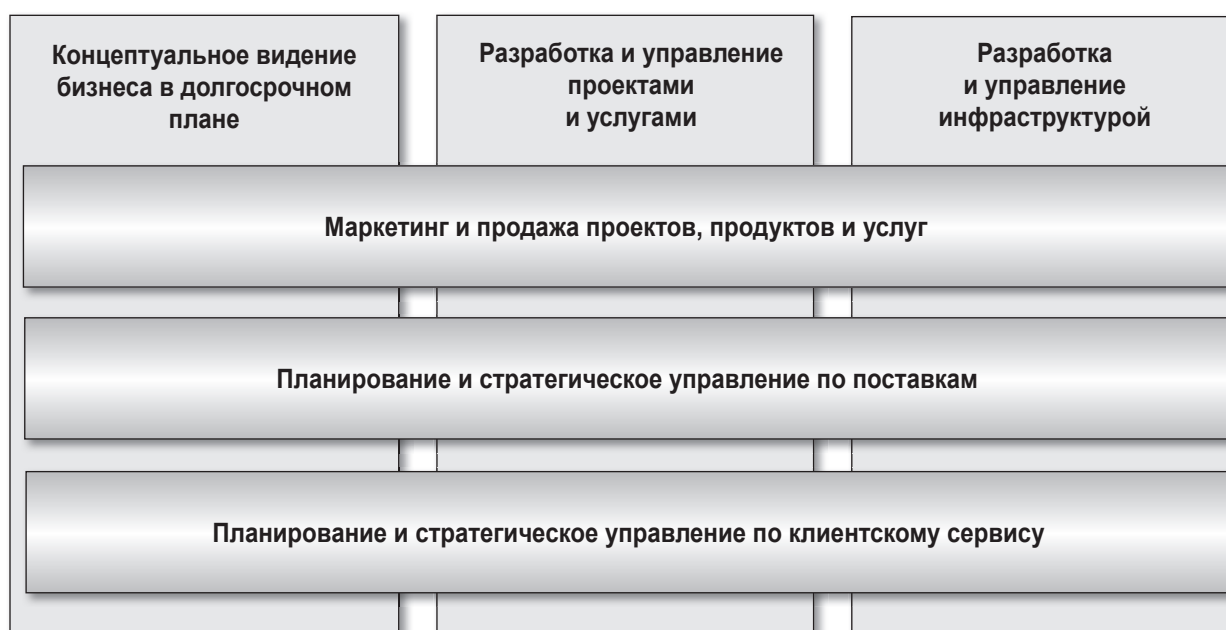 Концептуальное видение
бизнеса в долгосрочном
плане
Разработка и управление
проектами
и услугами
Разработка
и управление
инфраструктурой
Маркетинг и продажа проектов, продуктов и услуг
Планирование и стратегическое управление по поставкам
Планирование и стратегическое управление по клиентскому сервису